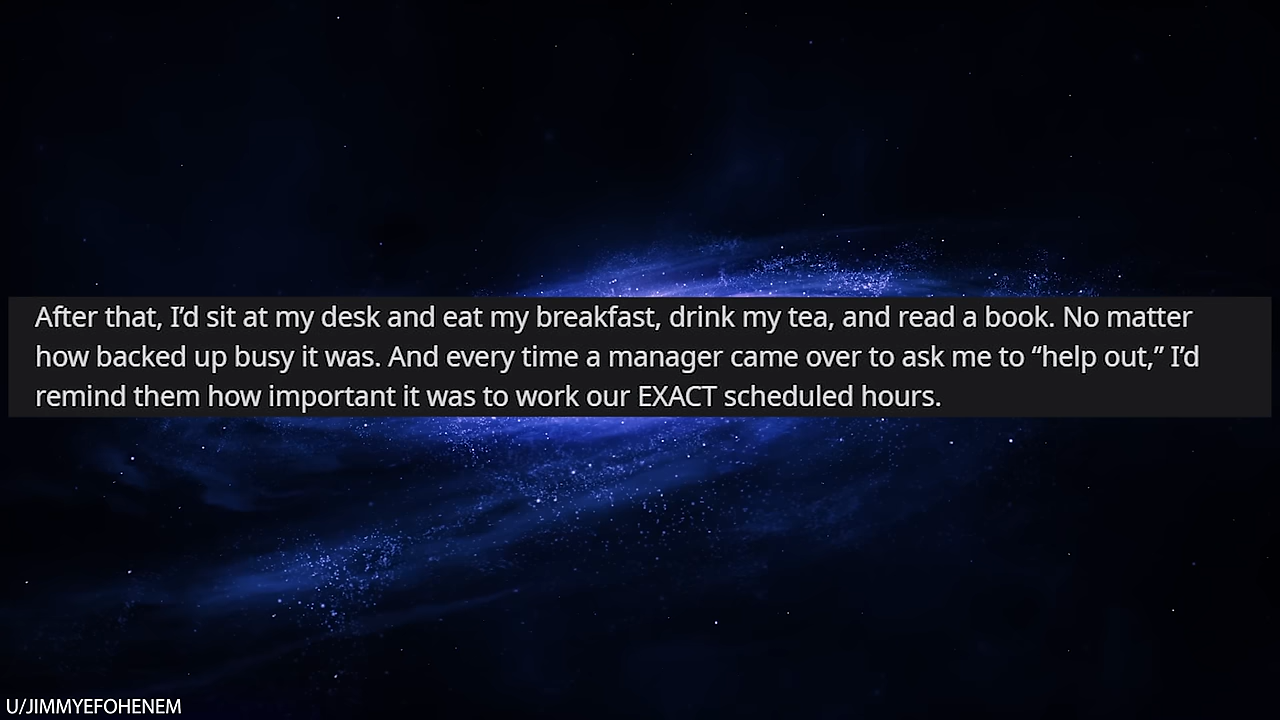 After that, I’d sit at my desk and eat my breakfast, drink my tea, and read a book. No matter
how backed up busy it was. And every time a manager came over to ask me to “help out,” I’d
remind them how important it was to work our EXACT scheduled hours.
U/JIMMYEFOHENEM